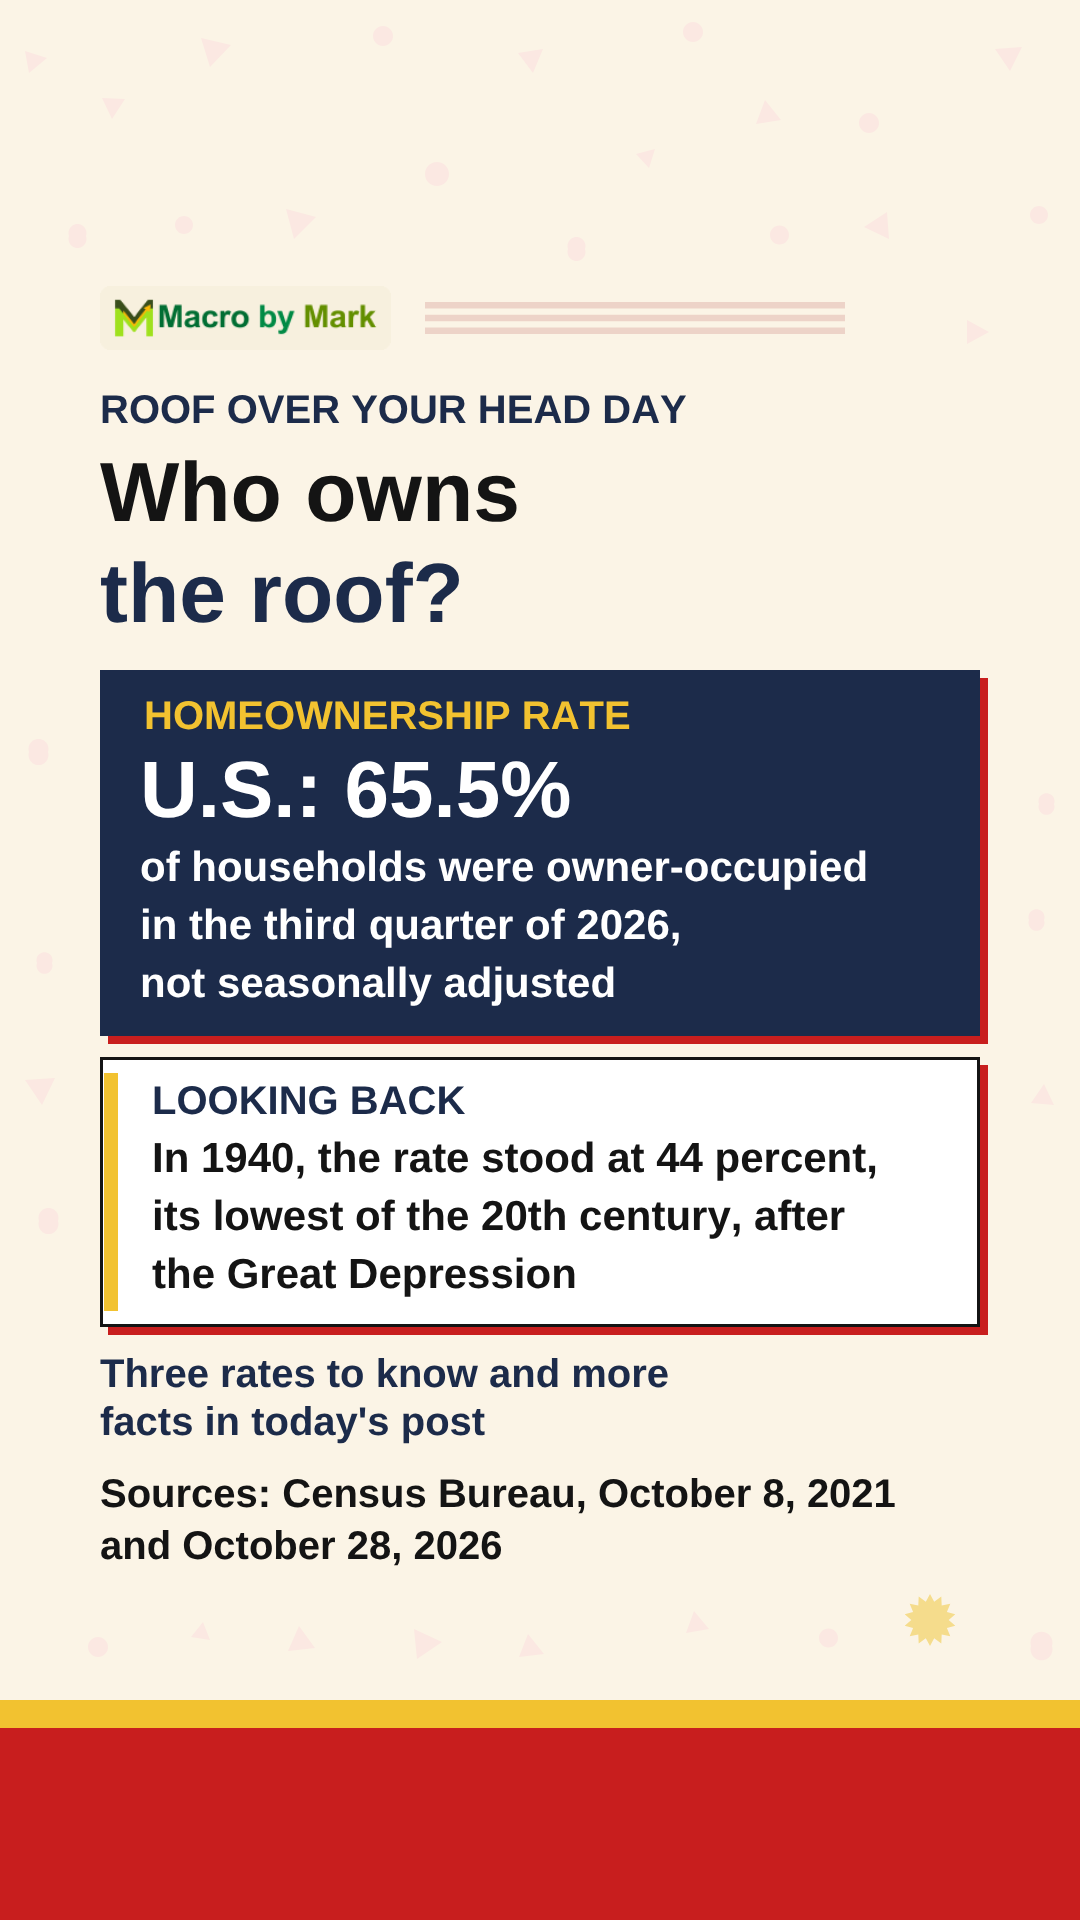 Macro by Mark
ROOF OVER YOUR HEAD DAY
Who owns
the roof?
HOMEOWNERSHIP RATE
U.S.: 65.5%
of households were owner-occupied
in the third quarter of 2026,
not seasonally adjusted
LOOKING BACK
In 1940, the rate stood at 44 percent,
its lowest of the 20th century, after
the Great Depression
Three rates to know and more
facts in today's post
Sources: Census Bureau, October 8, 2021
and October 28, 2026